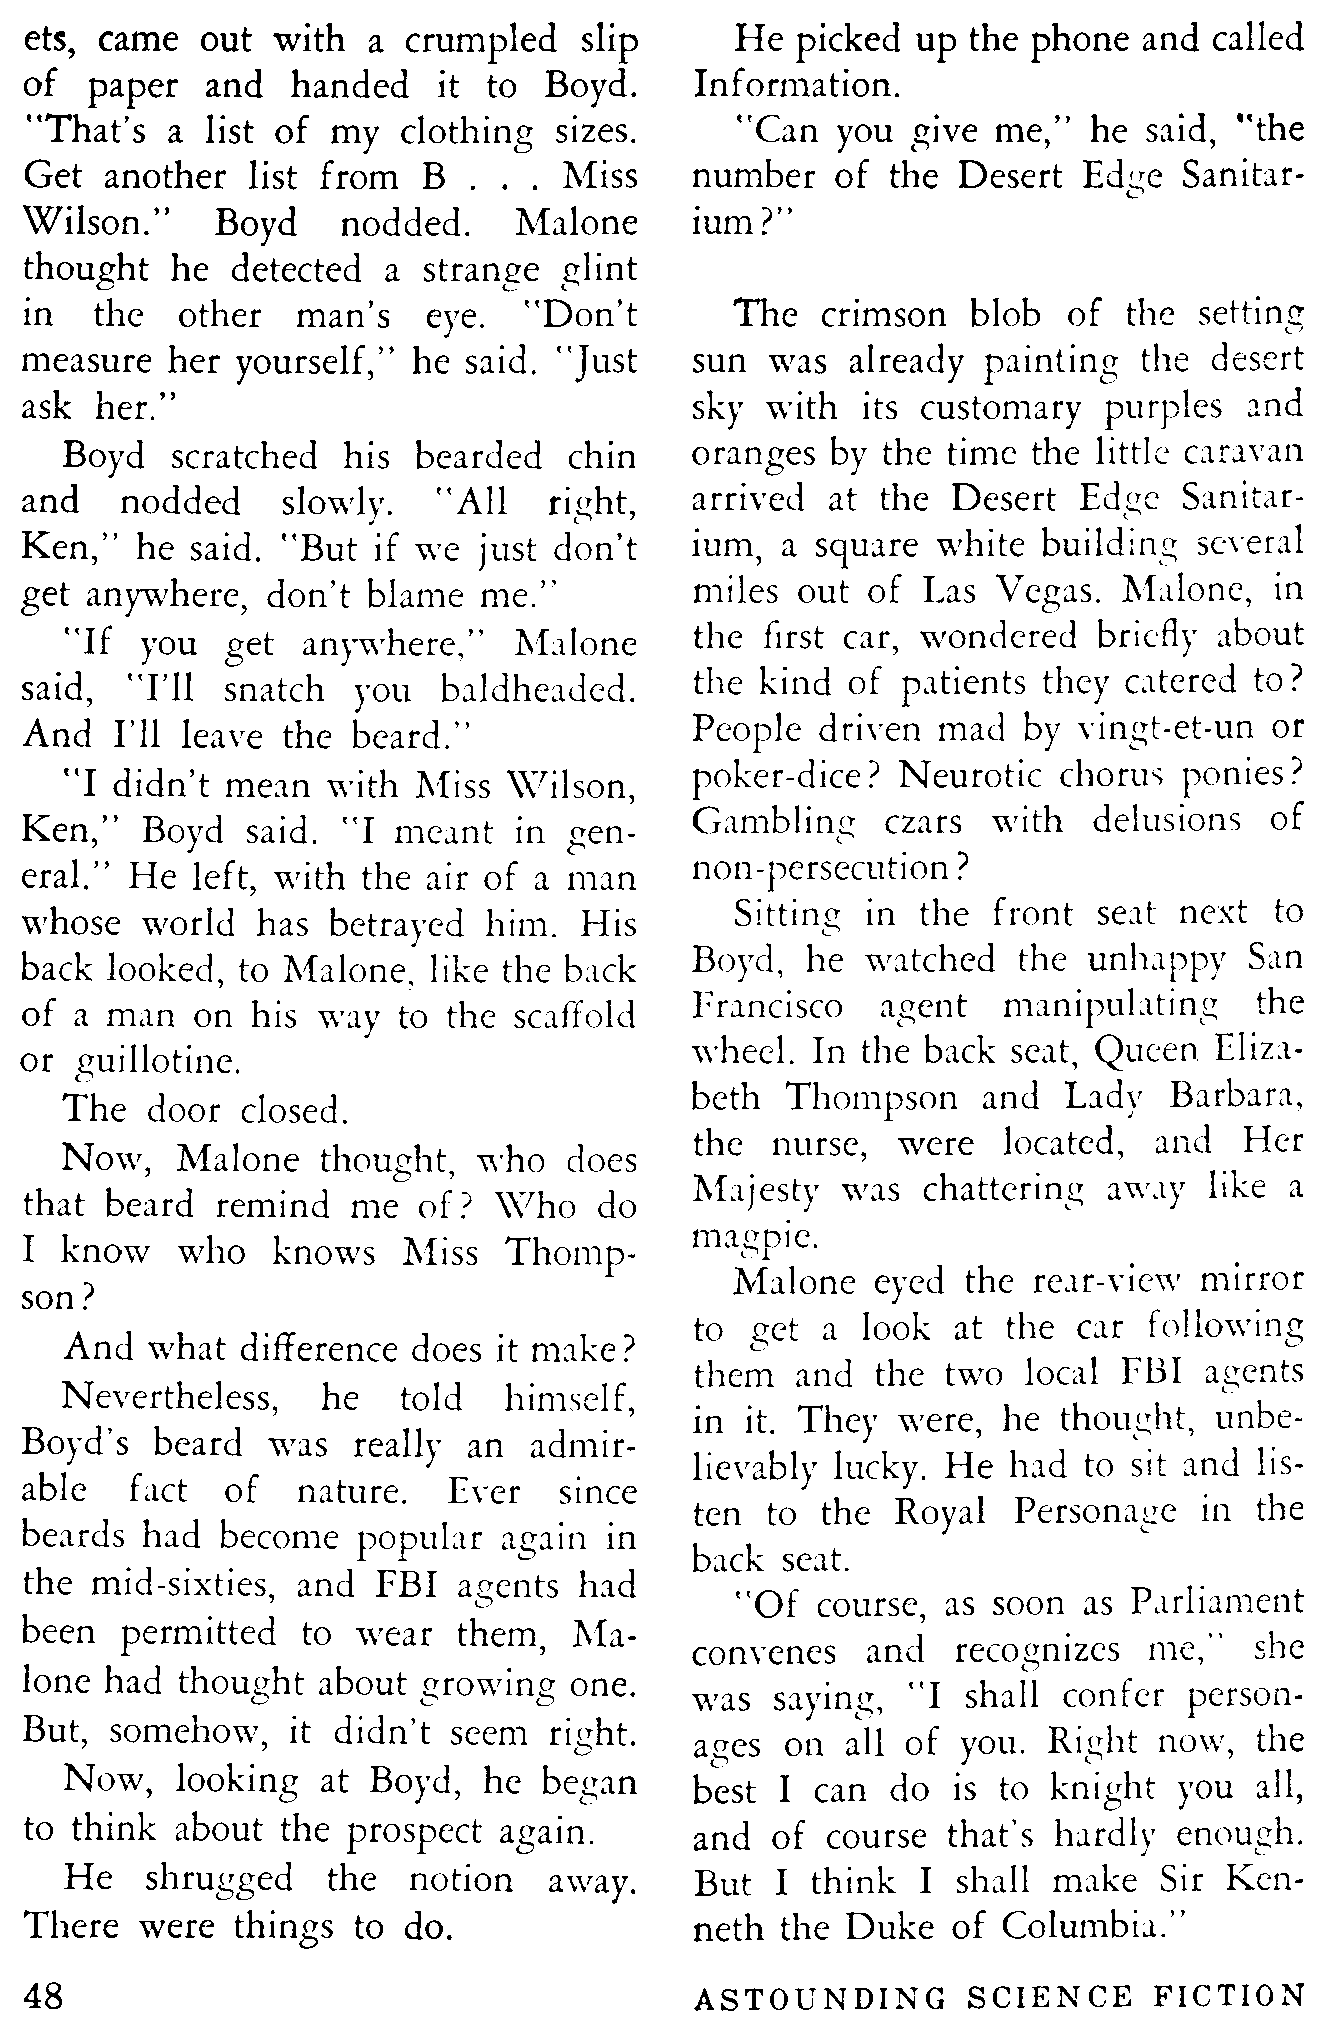 ets, came out with a crumpled slip
of paper and handed it to Boyd.
"That's a list of my clothing sizes.
Get another list from B . . . Miss
Wilson." Boyd nodded. Malone
thought he detected a strange glint
in the other man's eye. "Don't
measure her yourself," he said. "Just
ask her."
Boyd scratched his bearded chin
and nodded slowly. "All right,
Ken," he said. "But if we just don't
get anywhere, don't blame me."
"If you get anywhere," Malone
said, "I'll snatch you baldheaded.
And I'll leave the beard."
"I didn't mean with Miss Wilson,
Ken," Boyd said. "I meant in gen-
eral." He left, with the air of a man
whose world has betrayed him. His
back looked, to Malone, like the back
of a man on his way to the scaffold
or guillotine.
The door closed.
Now, Malone thought, who does
that beard remind me of? Who do
I know who knows Miss Thomp-
son?
And what difference does it make?
Nevertheless, he told himself,
Boyd's beard was really an admir-
able fact of nature. Ever since
beards had become popular again in
the mid-sixties, and FBI agents had
been permitted to wear them, Ma-
lone had thought about growing one.
But, somehow, it didn't seem right.
Now, looking at Boyd, he began
to think about the prospect again.
He shrugged the notion away.
There were things to do.
He picked up the phone and called
Information.
"Can you give me," he said, "the
number of the Desert Edge Sanitar-
ium?"
The crimson blob of the setting
sun was already painting the desert
sky with its customary purples and
oranges by the time the little caravan
arrived at the Desert Edge Sanitar-
ium, a square white building several
miles out of Las Vegas. Malone, in
the first car, wondered briefly about
the kind of patients they catered to?
People driven mad by vingt-et-un or
poker-dice? Neurotic chorus ponies?
Gambling czars with delusions of
non-persecution?
Sitting in the front seat next to
Boyd, he watched the unhappy San
Francisco agent manipulating the
wheel. In the back seat, Queen Eliza-
beth Thompson and Lady Barbara,
the nurse, were located, and Her
Majesty was chattering away like a
magpie.
Malone eyed the rear-view mirror
to get a look at the car following
them and the two local FBI agents
in it. They were, he thought, unbe-
lievably lucky. He had to sit and lis-
ten to the Royal Personage in the
back seat.
"Of course, as soon as Parliament
convenes and recognizes me," she
was saying, "I shall confer person-
ages on all of you. Right now, the
best I can do is to knight you all,
and of course that's hardly enough.
But I think I shall make Sir Ken-
neth the Duke of Columbia."
48
ASTOUNDING SCIENCE FICTION